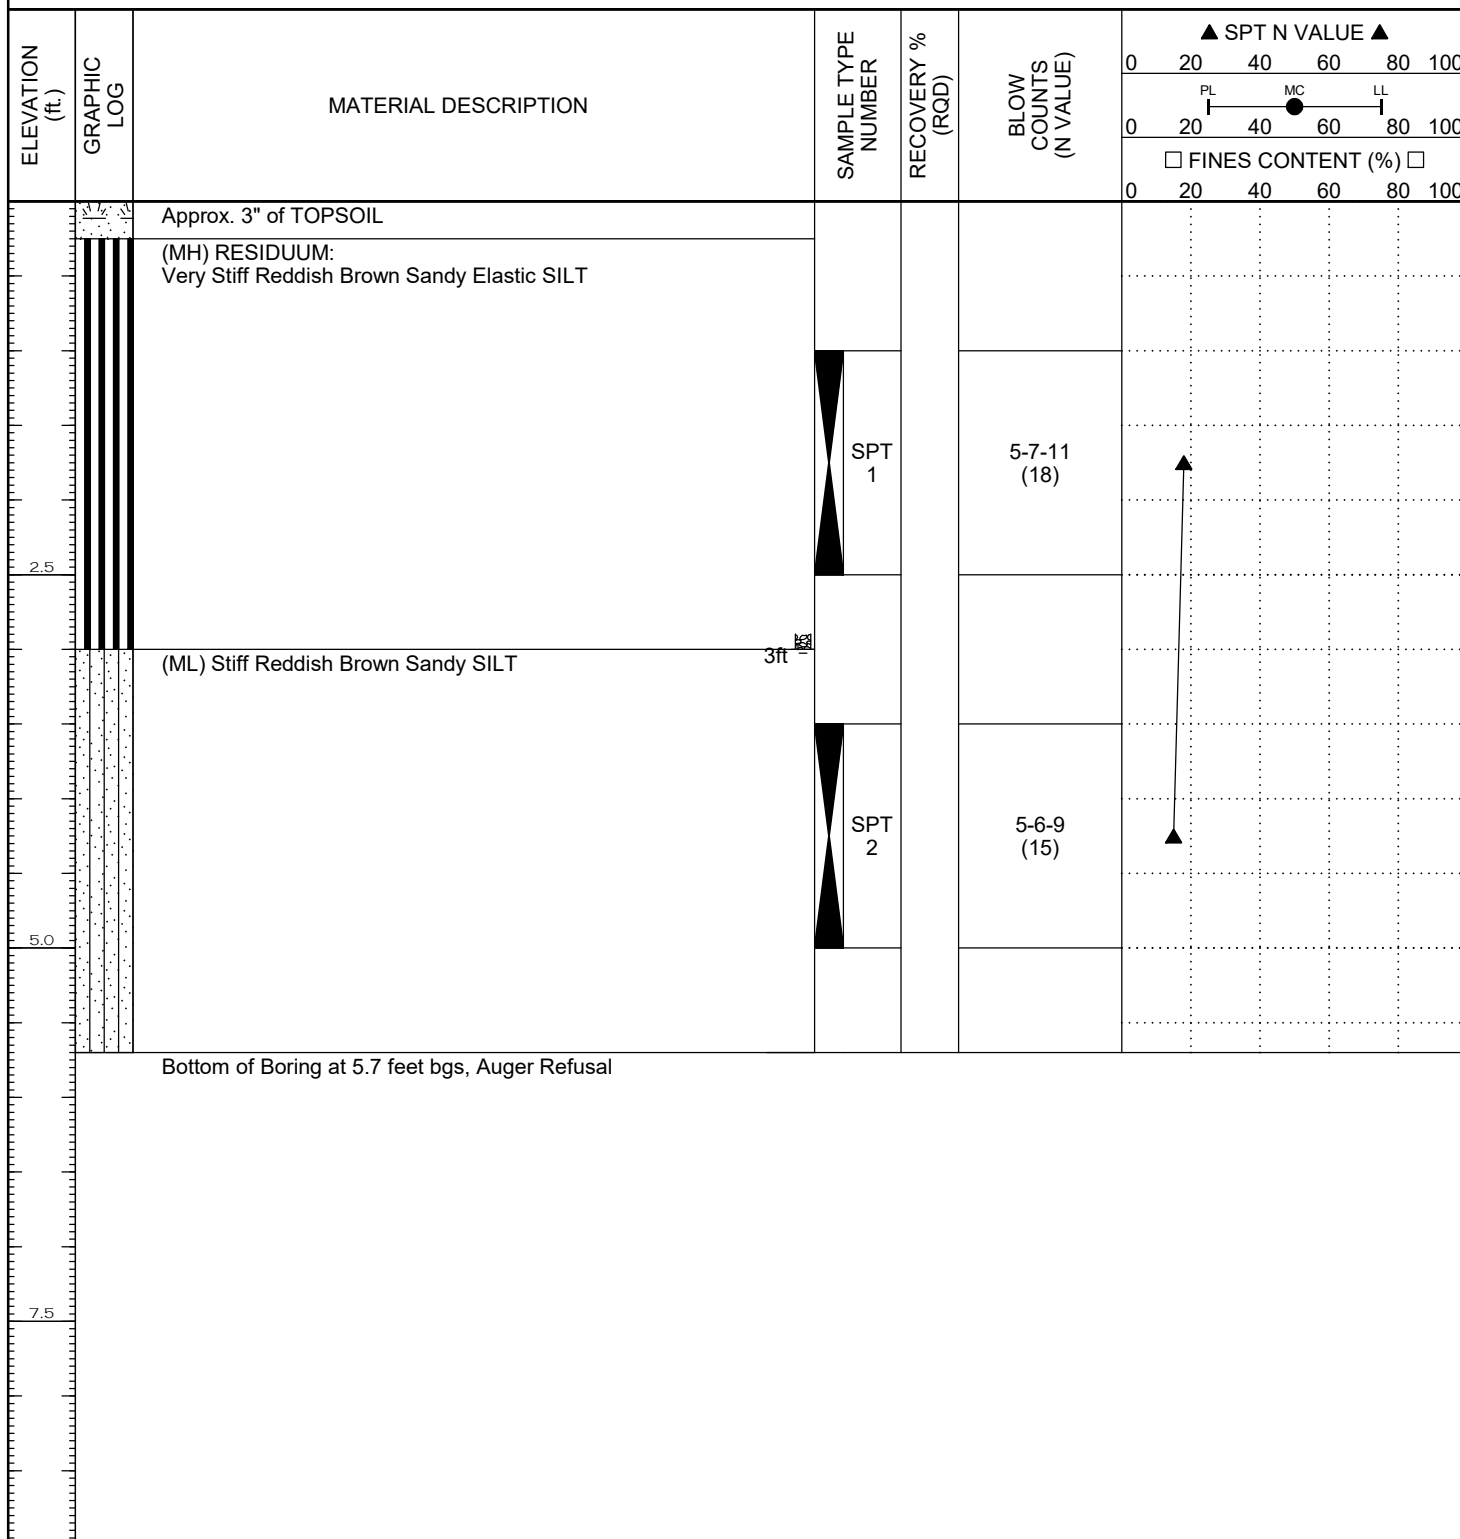 ELEVATION
(ft.)
GRAPHIC
LOG
MATERIAL DESCRIPTION
SAMPLE TYPE
NUMBER
RECOVERY %
(RQD)
BLOW
COUNTS
(N VALUE)
▲ SPT N VALUE ▲
0 20 40 60 80 100
PL MC LL
0 20 40 60 80 100
□ FINES CONTENT (%) □
0 20 40 60 80 100
Approx. 3" of TOPSOIL
(MH) RESIDUUM:
Very Stiff Reddish Brown Sandy Elastic SILT
SPT
1
5-7-11
(18)
2.5
3ft
(ML) Stiff Reddish Brown Sandy SILT
SPT
2
5-6-9
(15)
5.0
Bottom of Boring at 5.7 feet bgs, Auger Refusal
7.5